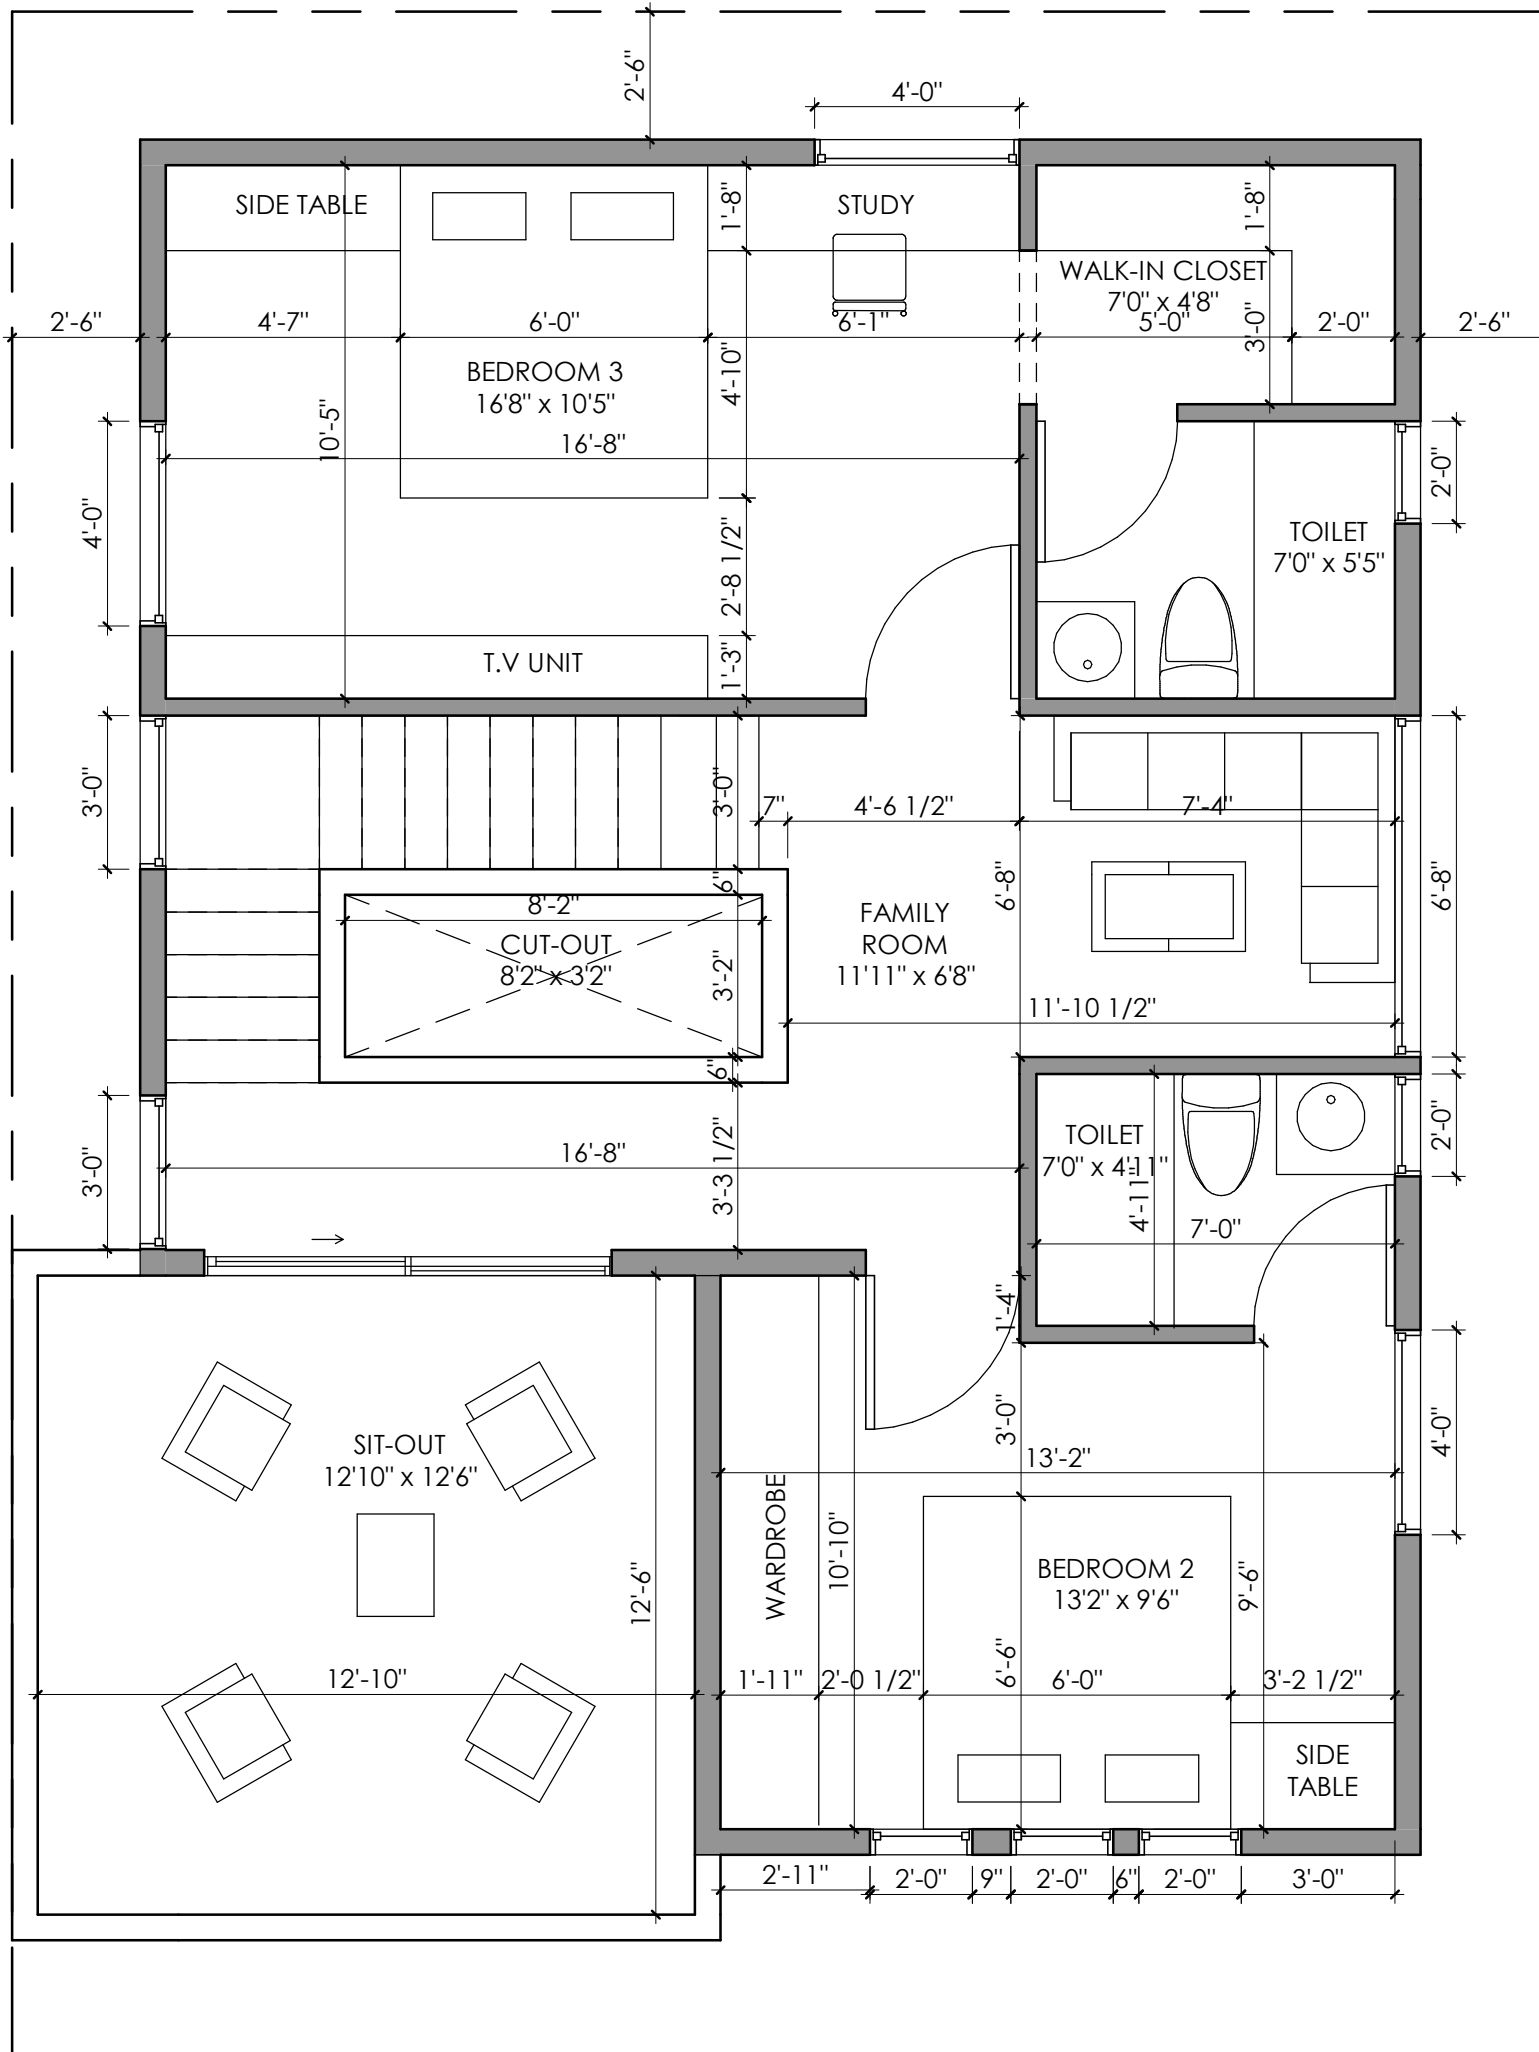 2'-6"
4'-0"
SIDE TABLE
1'-8"
STUDY
1'-8"
WALK-IN CLOSET
7'0" x 4'8"
2'-6"
4'-7"
6'-0"
6'-1"
5'-0"
3'-0"
2'-0"
2'-6"
BEDROOM 3
16'8" x 10'5"
4'-10"
10'-5"
16'-8"
4'-0"
2'-0"
TOILET
7'0" x 5'5"
2'-8 1/2"
T.V UNIT
1'-3"
3'-0"
3'-0"
7"
4'-6 1/2"
7'-4"
6"
6'-8"
6'-8"
8'-2"
CUT-OUT
8'2" x 3'2"
3'-2"
FAMILY
ROOM
11'11" x 6'8"
11'-10 1/2"
6"
TOILET
7'0" x 4'11"
2'-0"
3'-0"
16'-8"
3'-3 1/2"
4'-11"
7'-0"
1'-4"
SIT-OUT
12'10" x 12'6"
3'-0"
13'-2"
4'-0"
WARDROBE
10'-10"
BEDROOM 2
13'2" x 9'6"
9'-6"
12'-6"
12'-10"
1'-11"
2'-0 1/2"
6'-6"
6'-0"
3'-2 1/2"
SIDE
TABLE
2'-11"
2'-0"
9"
2'-0"
6"
2'-0"
3'-0"